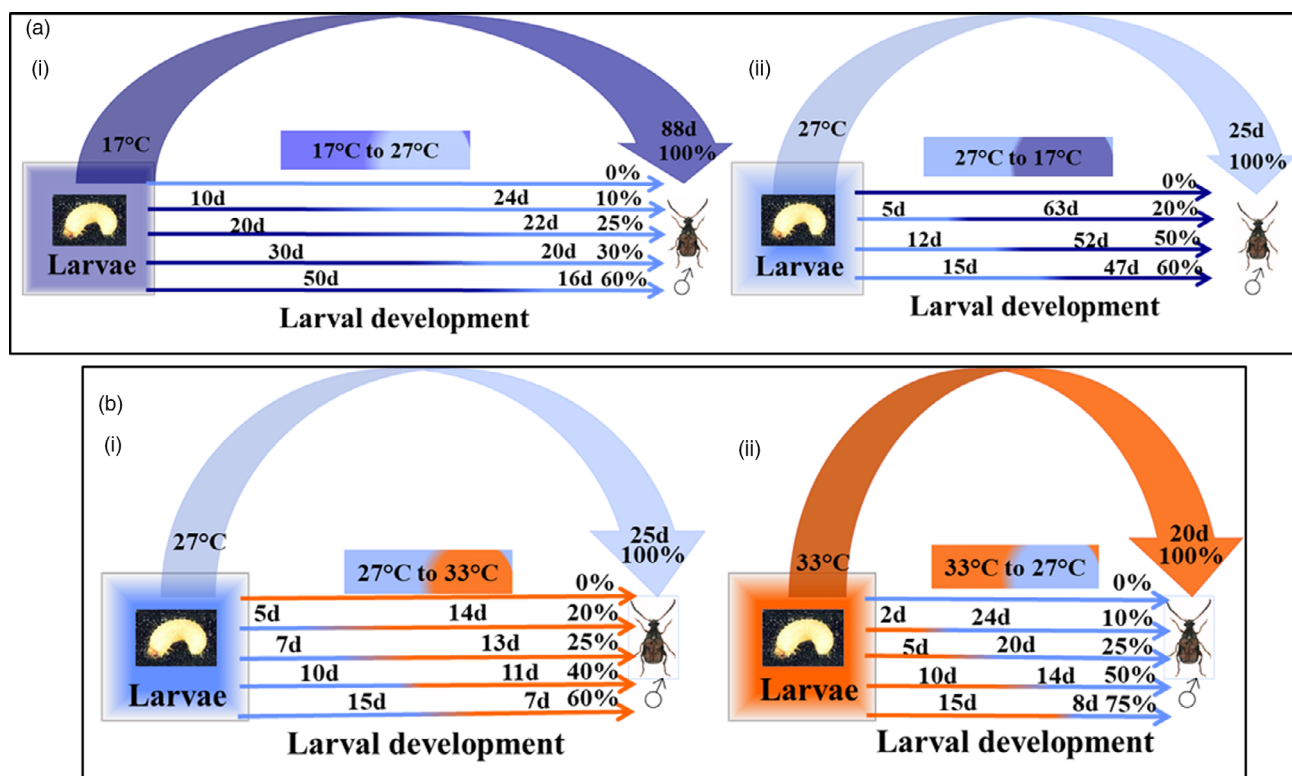 (a)
(i)
17°C
88d
100%
17°C to 27°C
0%
10d 24d 10%
20d 22d 25%
30d 20d 30%
50d 16d 60%
Larvae
♂
Larval development
(ii)
27°C
25d
100%
27°C to 17°C
0%
5d 63d 20%
12d 52d 50%
15d 47d 60%
Larvae
♂
Larval development
(b)
(i)
27°C
25d
100%
27°C to 33°C
0%
5d 14d 20%
7d 13d 25%
10d 11d 40%
15d 7d 60%
Larvae
♂
Larval development
(ii)
33°C
20d
100%
33°C to 27°C
0%
2d 24d 10%
5d 20d 25%
10d 14d 50%
15d 8d 75%
Larvae
♂
Larval development